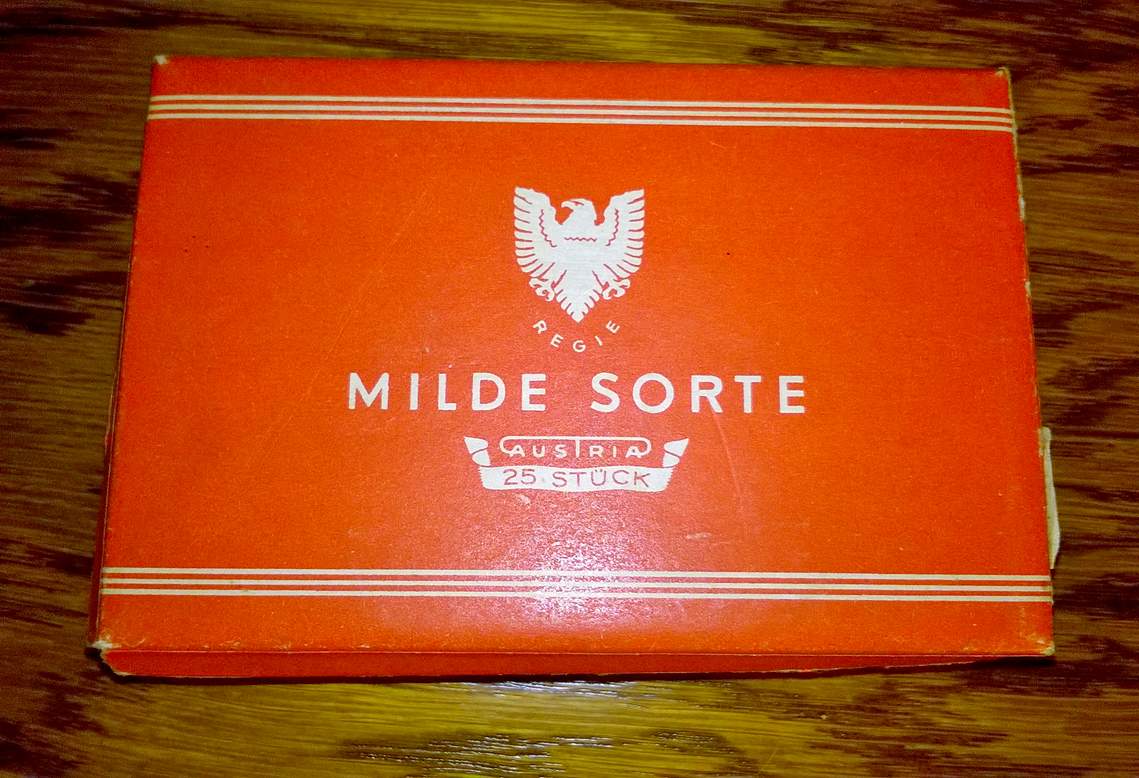 REGIE
MILDE SORTE
AUSTRIA
25 STÜCK